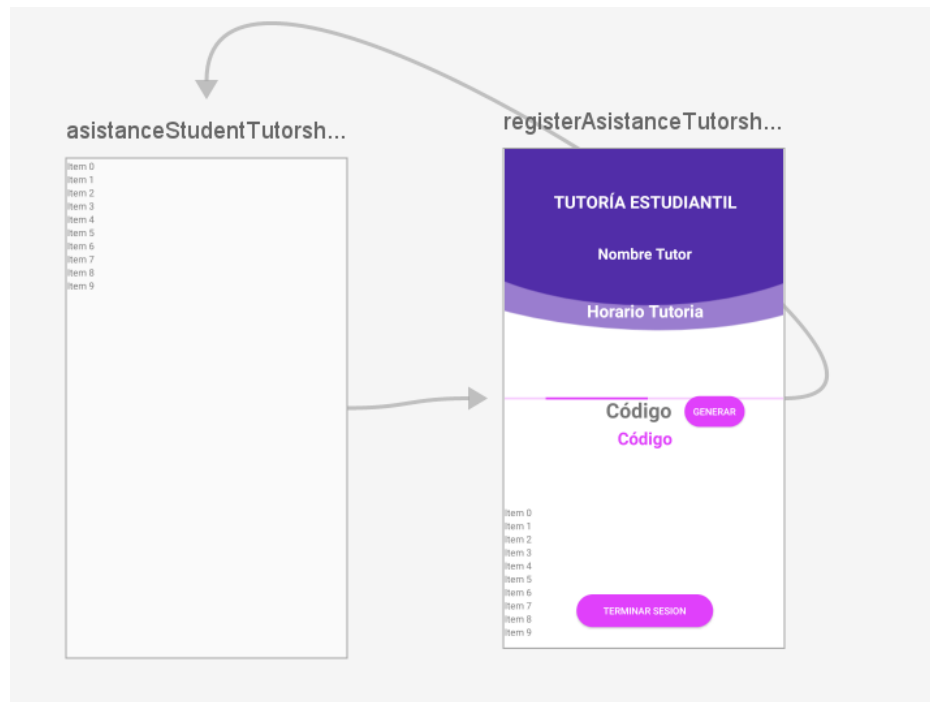 asistanceStudentTutorsh...
Item 0
Item 1
Item 2
Item 3
Item 4
Item 5
Item 6
Item 7
Item 8
Item 9
registerAsistanceTutorsh...
TUTORÍA ESTUDIANTIL
Nombre Tutor
Horario Tutoria
Código GENERAR
Código
Item 0
Item 1
Item 2
Item 3
Item 4
Item 5
Item 6
Item 7
Item 8
Item 9
TERMINAR SESION